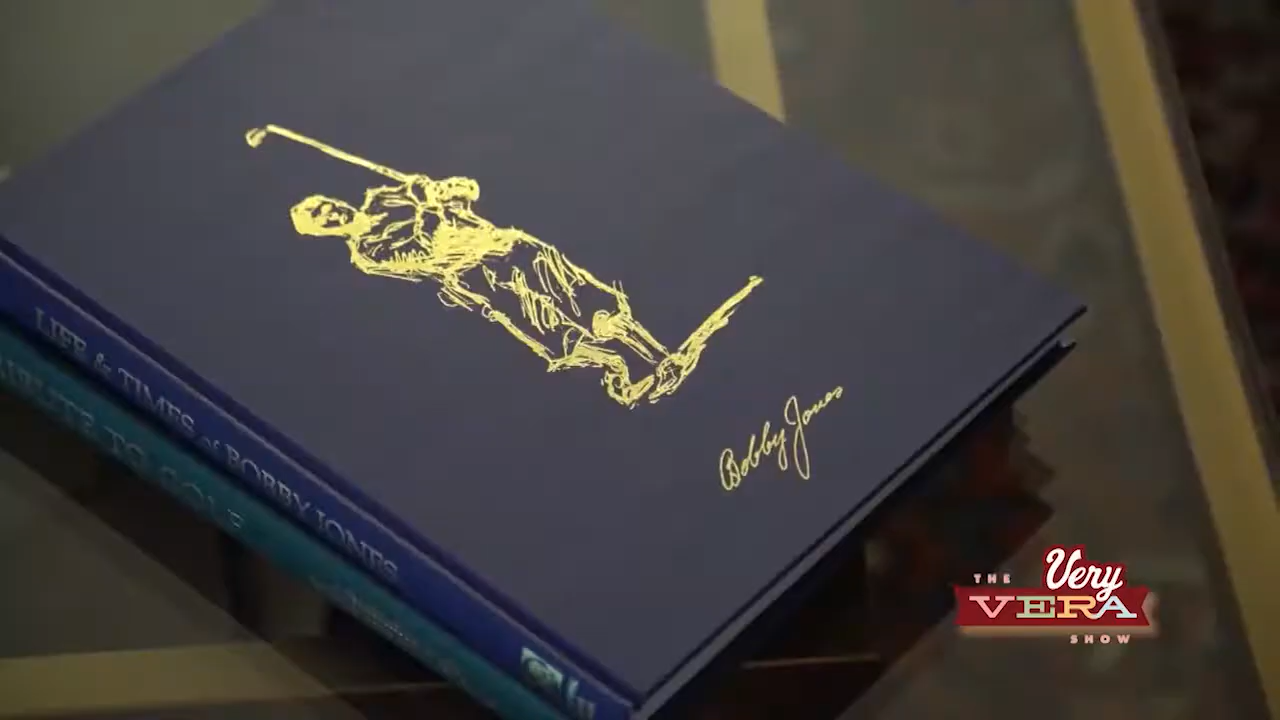 Bobby Jones
LIFE & TIMES of BOBBY JONES
TO GOLF
THE
Very
VERA
SHOW